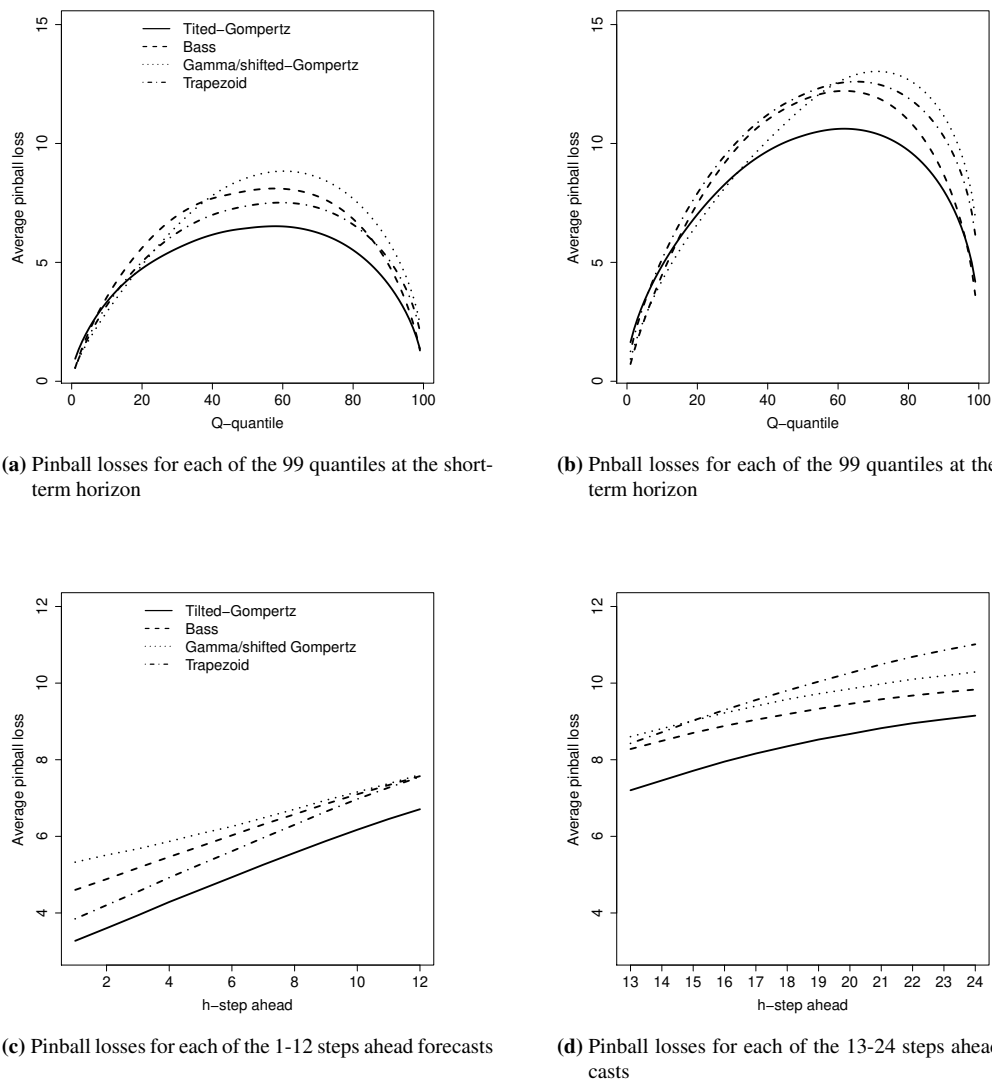 15
10
5
0
Average pinball loss
Tited−Gompertz
Bass
Gamma/shifted−Gompertz
Trapezoid
0 20 40 60 80 100
Q−quantile
(a) Pinball losses for each of the 99 quantiles at the short-
term horizon
15
10
5
0
Average pinball loss
0 20 40 60 80 100
Q−quantile
(b) Pnball losses for each of the 99 quantiles at the
term horizon
12
10
8
6
4
Average pinball loss
Tilted−Gompertz
Bass
Gamma/shifted Gompertz
Trapezoid
2 4 6 8 10 12
h−step ahead
(c) Pinball losses for each of the 1-12 steps ahead forecasts
12
10
8
6
4
Average pinball loss
13 14 15 16 17 18 19 20 21 22 23 24
h−step ahead
(d) Pinball losses for each of the 13-24 steps ahead
casts